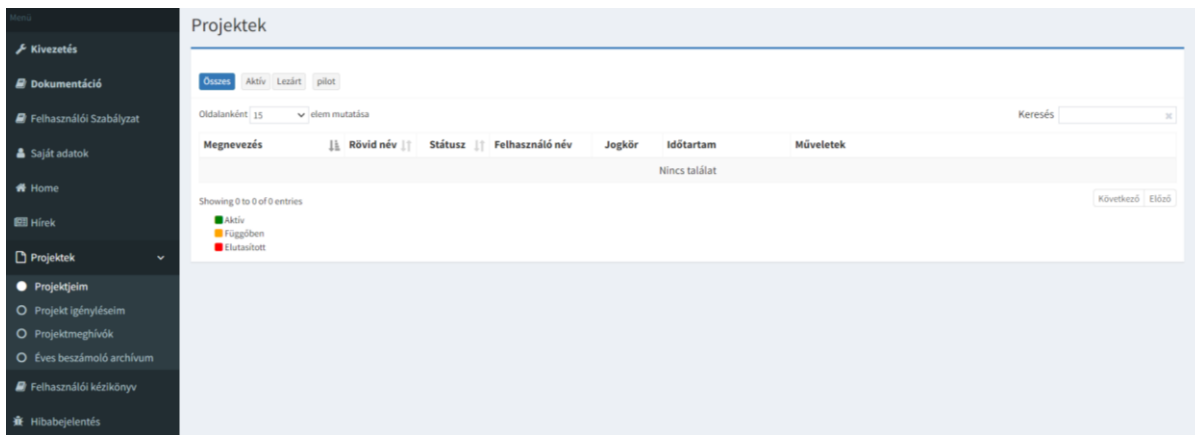 Menü
Kivezetés
Dokumentáció
Felhasználói Szabályzat
Saját adatok
Home
Hírek
Projektek
Projektjeim
Projekt igényléseim
Projektmeghívók
Éves beszámoló archívum
Felhasználói kézikönyv
Hibabejelentés
Projektek
Összes Aktív Lezárt pilot
Oldalanként 15 elem mutatása Keresés
Megnevezés Rövid név Státusz Felhasználó név Jogkör Időtartam Műveletek
Nincs találat
Showing 0 to 0 of 0 entries Következő Előző
Aktív
Függőben
Elutasított